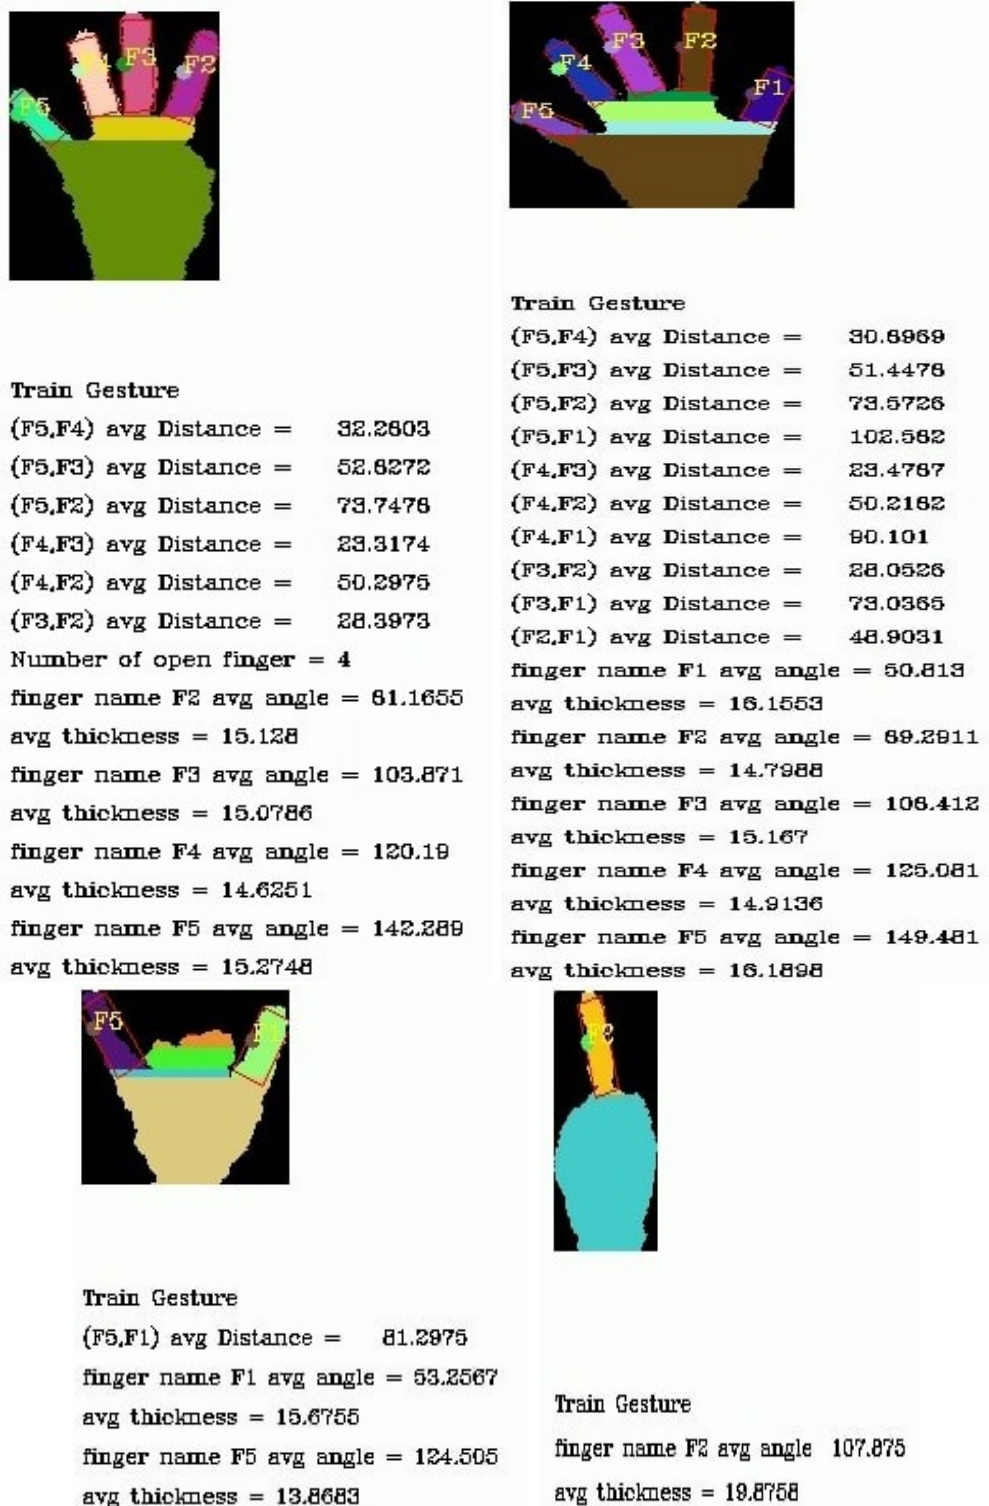 F5
F4
F3
F2
Train Gesture
(F5,F4) avg Distance = 32.2603
(F5,F3) avg Distance = 52.6272
(F5,F2) avg Distance = 73.7476
(F4,F3) avg Distance = 23.3174
(F4,F2) avg Distance = 50.2975
(F3,F2) avg Distance = 28.3973
Number of open finger = 4
finger name F2 avg angle = 61.1655
avg thickness = 15.128
finger name F3 avg angle = 103.871
avg thickness = 15.0786
finger name F4 avg angle = 120.19
avg thickness = 14.6251
finger name F5 avg angle = 142.289
avg thickness = 15.2748
F5
F4
F3
F2
F1
Train Gesture
(F5,F4) avg Distance = 30.6969
(F5,F3) avg Distance = 51.4476
(F5,F2) avg Distance = 73.5726
(F5,F1) avg Distance = 102.562
(F4,F3) avg Distance = 23.4767
(F4,F2) avg Distance = 50.2162
(F4,F1) avg Distance = 90.101
(F3,F2) avg Distance = 28.0526
(F3,F1) avg Distance = 73.0365
(F2,F1) avg Distance = 48.9031
finger name F1 avg angle = 50.813
avg thickness = 16.1553
finger name F2 avg angle = 89.2911
avg thickness = 14.7988
finger name F3 avg angle = 108.412
avg thickness = 15.167
finger name F4 avg angle = 125.081
avg thickness = 14.9136
finger name F5 avg angle = 149.481
avg thickness = 16.1898
F5
F1
Train Gesture
(F5,F1) avg Distance = 81.2975
finger name F1 avg angle = 53.2567
avg thickness = 15.6755
finger name F5 avg angle = 124.505
avg thickness = 13.8683
F2
Train Gesture
finger name F2 avg angle 107.875
avg thickness = 19.8758